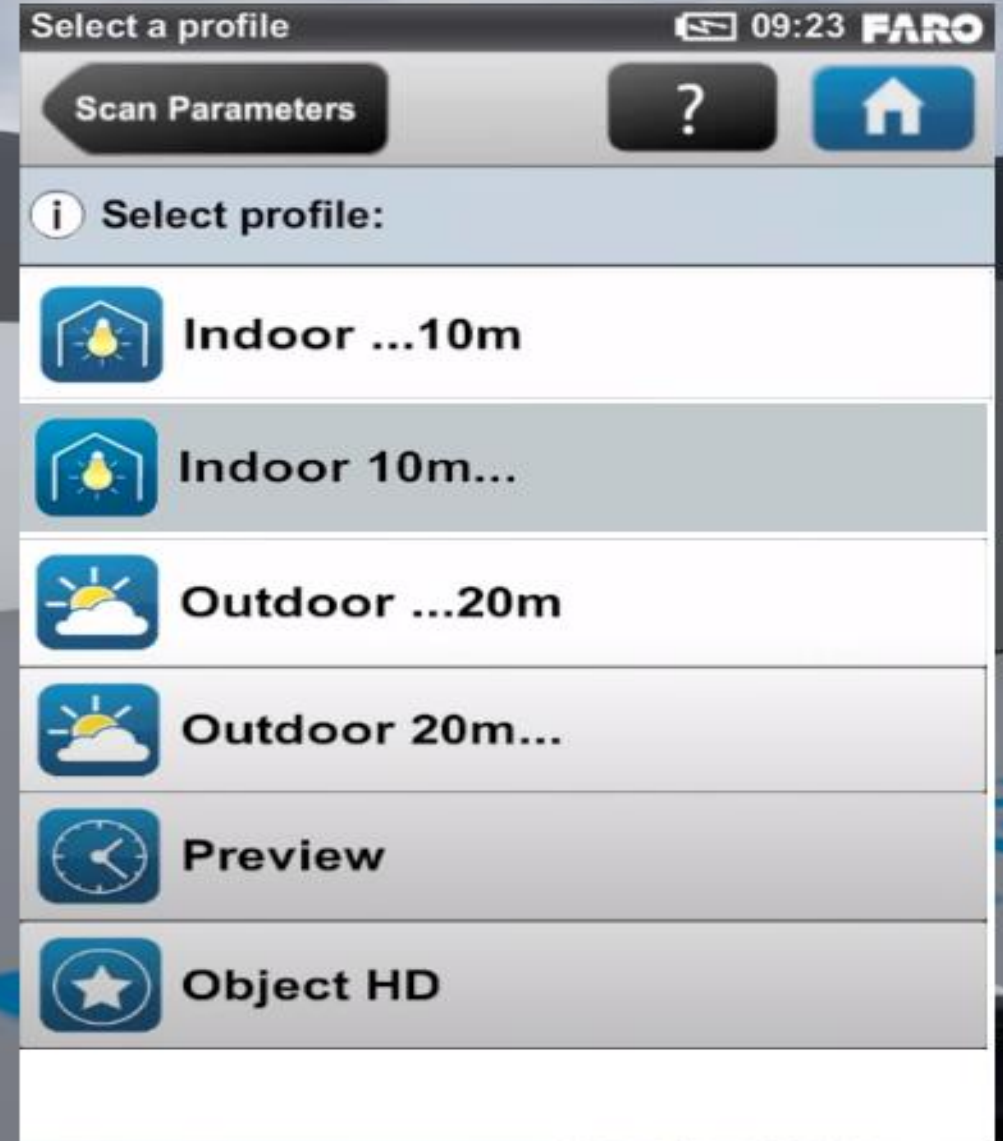 Select a profile 09:23 FARO
Scan Parameters ?
i Select profile:
Indoor ...10m
Indoor 10m...
Outdoor ...20m
Outdoor 20m...
Preview
Object HD